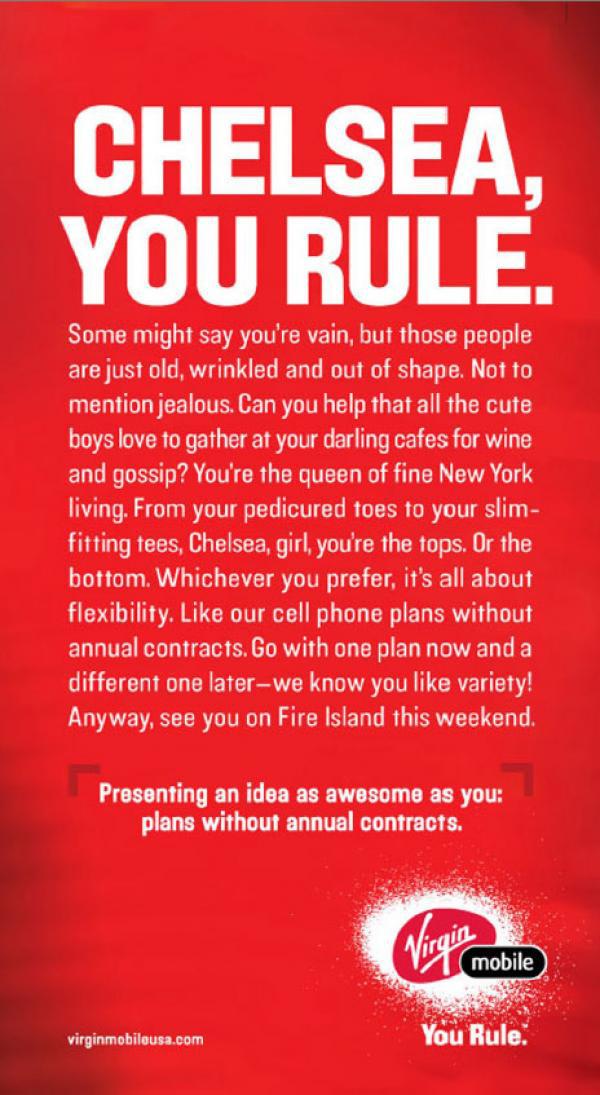 CHELSEA,
YOU RULE.
Some might say you're vain, but those people
are just old, wrinkled and out of shape. Not to
mention jealous. Can you help that all the cute
boys love to gather at your darling cafes for wine
and gossip? You're the queen of fine New York
living. From your pedicured toes to your slim-
fitting tees, Chelsea, girl, you're the tops. Or the
bottom. Whichever you prefer, it's all about
flexibility. Like our cell phone plans without
annual contracts. Go with one plan now and a
different one later—we know you like variety!
Anyway, see you on Fire Island this weekend.
Presenting an idea as awesome as you:
plans without annual contracts.
Virgin
mobile
virginmobileusa.com
You Rule.